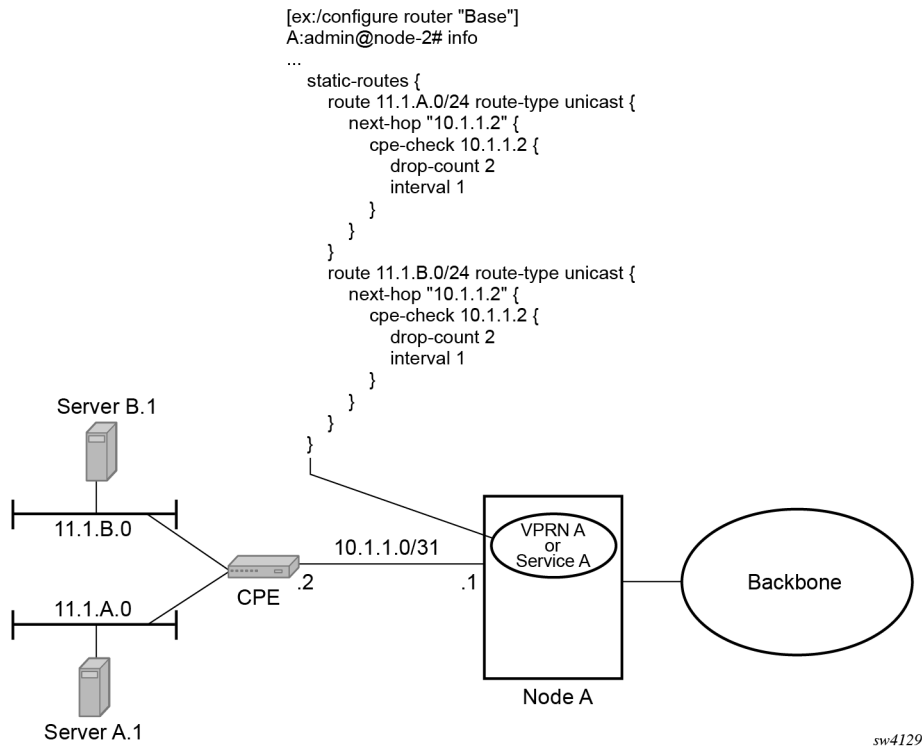 [ex:/configure router "Base"]
A:admin@node-2# info
...
static-routes {
route 11.1.A.0/24 route-type unicast {
next-hop "10.1.1.2" {
cpe-check 10.1.1.2 {
drop-count 2
interval 1
}
}
}
route 11.1.B.0/24 route-type unicast {
next-hop "10.1.1.2" {
cpe-check 10.1.1.2 {
drop-count 2
interval 1
}
}
}
}
Server B.1
11.1.B.0
11.1.A.0
Server A.1
CPE
.2
10.1.1.0/31
.1
VPRN A
or
Service A
Node A
Backbone
sw4129